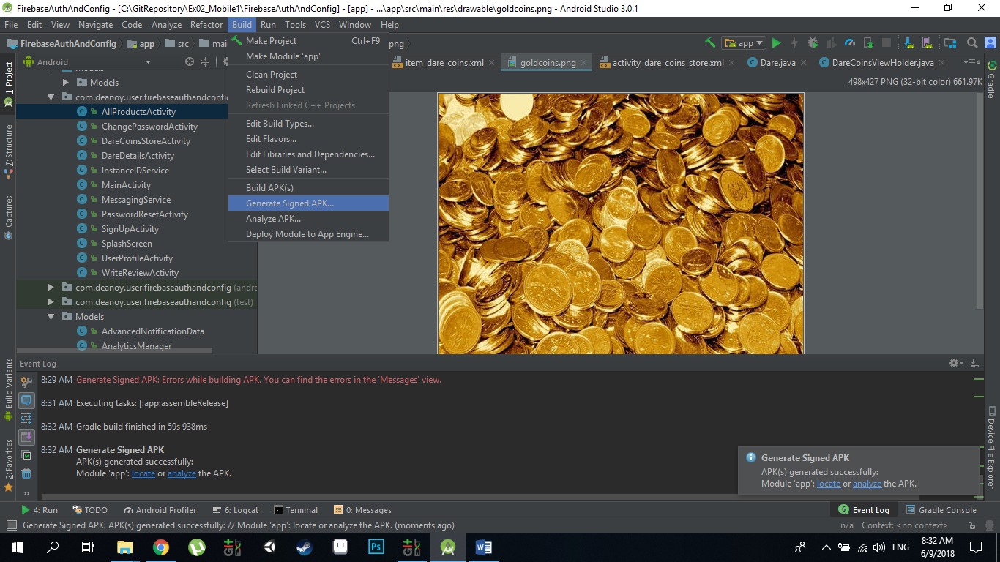 FirebaseAuthAndConfig - [C:\GitRepository\Ex02_Mobile1\FirebaseAuthAndConfig] - [app] - ...\app\src\main\res\drawable\goldcoins.png - Android Studio 3.0.1
File Edit View Navigate Code Analyze Refactor Build Run Tools VCS Window Help
FirebaseAuthAndConfig app src mai
png
app
Make Project Ctrl+F9
Make Module 'app'
Clean Project
Rebuild Project
Refresh Linked C++ Projects
Edit Build Types...
Edit Flavors...
Edit Libraries and Dependencies...
Select Build Variant...
Build APK(s)
Generate Signed APK...
Analyze APK...
Deploy Module to App Engine...
Android
item_dare_coins.xml goldcoins.png activity_dare_coins_store.xml Dare.java DareCoinsViewHolder.java
4
498x427 PNG (32-bit color) 661.97K
1: Project
7: Structure
Captures
Build Variants
2: Favorites
Gradle
Device File Explorer
Models
com.deanoy.user.firebaseauthandconfig
AllProductsActivity
ChangePasswordActivity
DareCoinsStoreActivity
DareDetailsActivity
InstanceIDService
MainActivity
MessagingService
PasswordResetActivity
SignUpActivity
SplashScreen
UserProfileActivity
WriteReviewActivity
com.deanoy.user.firebaseauthandconfig (andro
com.deanoy.user.firebaseauthandconfig (test)
Models
AdvancedNotificationData
AnalyticsManager
Event Log
8:29 AM Generate Signed APK: Errors while building APK. You can find the errors in the 'Messages' view.
8:31 AM Executing tasks: [:app:assembleRelease]
8:32 AM Gradle build finished in 59s 938ms
8:32 AM Generate Signed APK
APK(s) generated successfully:
Module 'app': locate or analyze the APK.
Generate Signed APK
APK(s) generated successfully:
Module 'app': locate or analyze the APK.
4: Run TODO Android Profiler 6: Logcat Terminal 0: Messages 6 Event Log Gradle Console
Generate Signed APK: APK(s) generated successfully: // Module 'app': locate or analyze the APK. (moments ago) n/a Context: <no context>
Ps
ENG
8:32 AM
6/9/2018